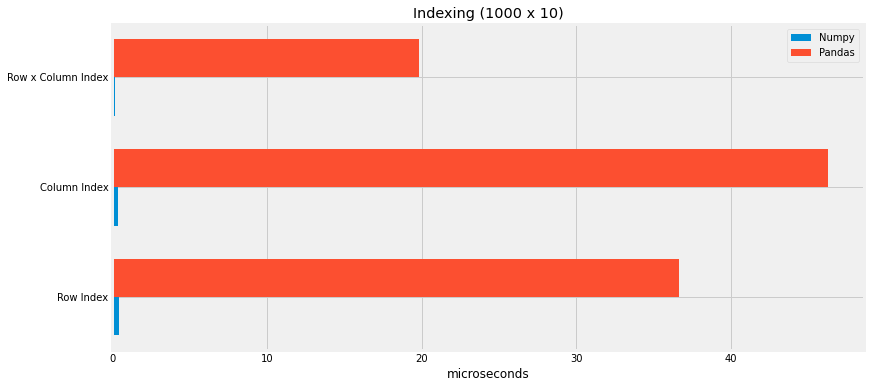 Indexing (1000 x 10)
Numpy
Pandas
Row x Column Index
Column Index
Row Index
0 10 20 30 40
microseconds